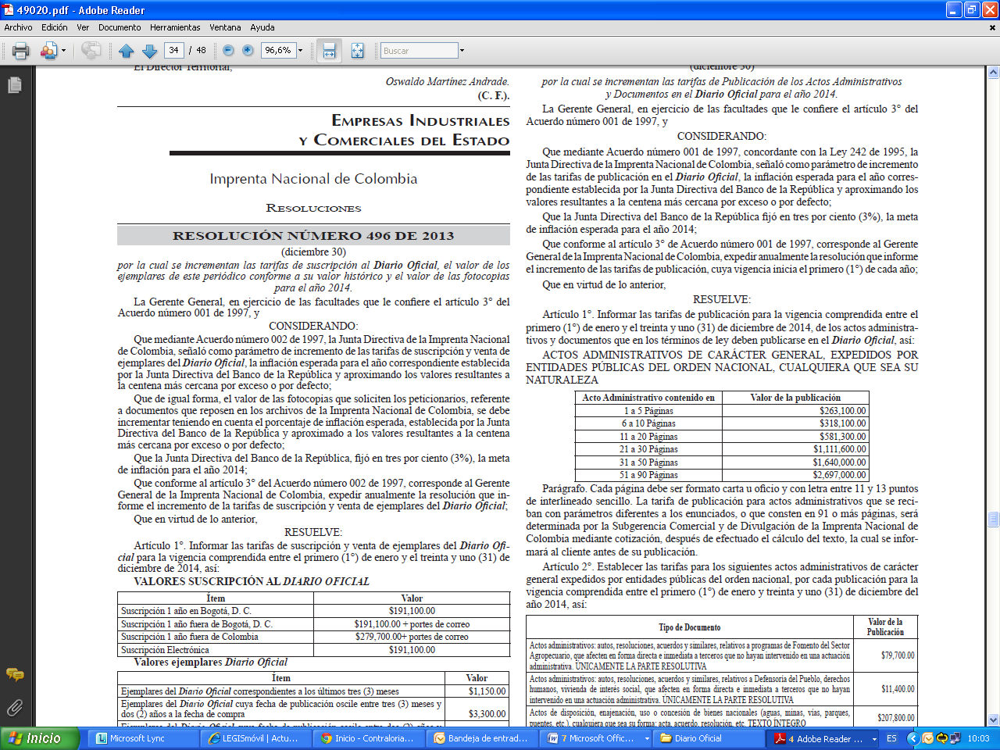 49020.pdf - Adobe Reader
Archivo Edición Ver Documento Herramientas Ventana Ayuda
34 / 48 96,6% Buscar
El Director Territorial,
Oswaldo Martínez Andrade.
(C. F.).
EMPRESAS INDUSTRIALES
Y COMERCIALES DEL ESTADO
Imprenta Nacional de Colombia
RESOLUCIONES
RESOLUCIÓN NÚMERO 496 DE 2013
(diciembre 30)
por la cual se incrementan las tarifas de suscripción al Diario Oficial, el valor de los
ejemplares de este periódico conforme a su valor histórico y el valor de las fotocopias
para el año 2014.
La Gerente General, en ejercicio de las facultades que le confiere el artículo 3° del
Acuerdo número 001 de 1997, y
CONSIDERANDO:
Que mediante Acuerdo número 002 de 1997, la Junta Directiva de la Imprenta Nacional
de Colombia, señaló como parámetro de incremento de las tarifas de suscripción y venta de
ejemplares del Diario Oficial, la inflación esperada para el año correspondiente establecida
por la Junta Directiva del Banco de la República y aproximando los valores resultantes a
la centena más cercana por exceso o por defecto;
Que de igual forma, el valor de las fotocopias que soliciten los peticionarios, referente
a documentos que reposen en los archivos de la Imprenta Nacional de Colombia, se debe
incrementar teniendo en cuenta el porcentaje de inflación esperada, establecida por la Junta
Directiva del Banco de la República y aproximado a los valores resultantes a la centena
más cercana por exceso o por defecto;
Que la Junta Directiva del Banco de la República, fijó en tres por ciento (3%), la meta
de inflación para el año 2014;
Que conforme al artículo 3° del Acuerdo número 002 de 1997, corresponde al Gerente
General de la Imprenta Nacional de Colombia, expedir anualmente la resolución que in-
forme el incremento de la tarifas de suscripción y venta de ejemplares del Diario Oficial;
Que en virtud de lo anterior,
RESUELVE:
Artículo 1°. Informar las tarifas de suscripción y venta de ejemplares del Diario Ofi-
cial para la vigencia comprendida entre el primero (1°) de enero y el treinta y uno (31) de
diciembre de 2014, así:
VALORES SUSCRIPCIÓN AL DIARIO OFICIAL
Ítem Valor
Suscripción 1 año en Bogotá, D. C. $191,100.00
Suscripción 1 año fuera de Bogotá, D. C. $191,100.00 + portes de correo
Suscripción 1 año fuera de Colombia $279,700.00+ portes de correo
Suscripción Electrónica $191,100.00
Valores ejemplares Diario Oficial
Ítem Valor
Ejemplares del Diario Oficial correspondientes a los últimos tres (3) meses $1,150.00
Ejemplares del Diario Oficial cuya fecha de publicación oscile entre tres (3) meses y
dos (2) años a la fecha de compra $3,300.00
(diciembre 30)
por la cual se incrementan las tarifas de Publicación de los Actos Administrativos
y Documentos en el Diario Oficial para el año 2014.
La Gerente General, en ejercicio de las facultades que le confiere el artículo 3° del
Acuerdo número 001 de 1997, y
CONSIDERANDO:
Que mediante Acuerdo número 001 de 1997, concordante con la Ley 242 de 1995, la
Junta Directiva de la Imprenta Nacional de Colombia, señaló como parámetro de incremento
de las tarifas de publicación en el Diario Oficial, la inflación esperada para el año corres-
pondiente establecida por la Junta Directiva del Banco de la República y aproximando los
valores resultantes a la centena más cercana por exceso o por defecto;
Que la Junta Directiva del Banco de la República fijó en tres por ciento (3%), la meta
de inflación esperada para el año 2014;
Que conforme al artículo 3° de Acuerdo número 001 de 1997, corresponde al Gerente
General de la Imprenta Nacional de Colombia, expedir anualmente la resolución que informe
el incremento de las tarifas de publicación, cuya vigencia inicia el primero (1°) de cada año;
Que en virtud de lo anterior,
RESUELVE:
Artículo 1°. Informar las tarifas de publicación para la vigencia comprendida entre el
primero (1°) de enero y el treinta y uno (31) de diciembre de 2014, de los actos administra-
tivos y documentos que en los términos de ley deben publicarse en el Diario Oficial, así:
ACTOS ADMINISTRATIVOS DE CARÁCTER GENERAL, EXPEDIDOS POR
ENTIDADES PÚBLICAS DEL ORDEN NACIONAL, CUALQUIERA QUE SEA SU
NATURALEZA
Acto Administrativo contenido en Valor de la publicación
1 a 5 Páginas $263,100.00
6 a 10 Páginas $318,100.00
11 a 20 Páginas $581,300.00
21 a 30 Páginas $1,111,600.00
31 a 50 Páginas $1,640,000.00
51 a 90 Páginas $2,697,000.00
Parágrafo. Cada página debe ser formato carta u oficio y con letra entre 11 y 13 puntos
de interlineado sencillo. La tarifa de publicación para actos administrativos que se reci-
ban con parámetros diferentes a los enunciados, o que consten en 91 o más páginas, será
determinada por la Subgerencia Comercial y de Divulgación de la Imprenta Nacional de
Colombia mediante cotización, después de efectuado el cálculo del texto, la cual se infor-
mará al cliente antes de su publicación.
Artículo 2°. Establecer las tarifas para los siguientes actos administrativos de carácter
general expedidos por entidades públicas del orden nacional, por cada publicación para la
vigencia comprendida entre el primero (1°) de enero y treinta y uno (31) de diciembre del
año 2014, así:
Tipo de Documento Valor de la Publicación
Actos administrativos: autos, resoluciones, acuerdos y similares, relativos a programas de Fomento del Sector
Agropecuario, que afecten en forma directa e inmediata a terceros que no hayan intervenido en una actuación $79,700.00
administrativa. ÚNICAMENTE LA PARTE RESOLUTIVA
Actos administrativos: autos, resoluciones, acuerdos y similares, relativos a Defensoría del Pueblo, derechos
humanos, vivienda de interés social, que afecten en forma directa e inmediata a terceros que no hayan $11,400.00
intervenido en una actuación administrativa. ÚNICAMENTE LA PARTE RESOLUTIVA
Actos de disposición, enajenación, uso o concesión de bienes nacionales (aguas, minas, vías, parques, $207,800.00
puentes, etc.), cualquiera que sea su forma: acta, acuerdo, resolución, etc. TEXTO ÍNTEGRO
Inicio Microsoft Lync LEGISmóvil | Actu... Inicio - Contraloria... Bandeja de entrad... 7 Microsoft Offic... Diario Oficial 4 Adobe Reader ... ES 10:03